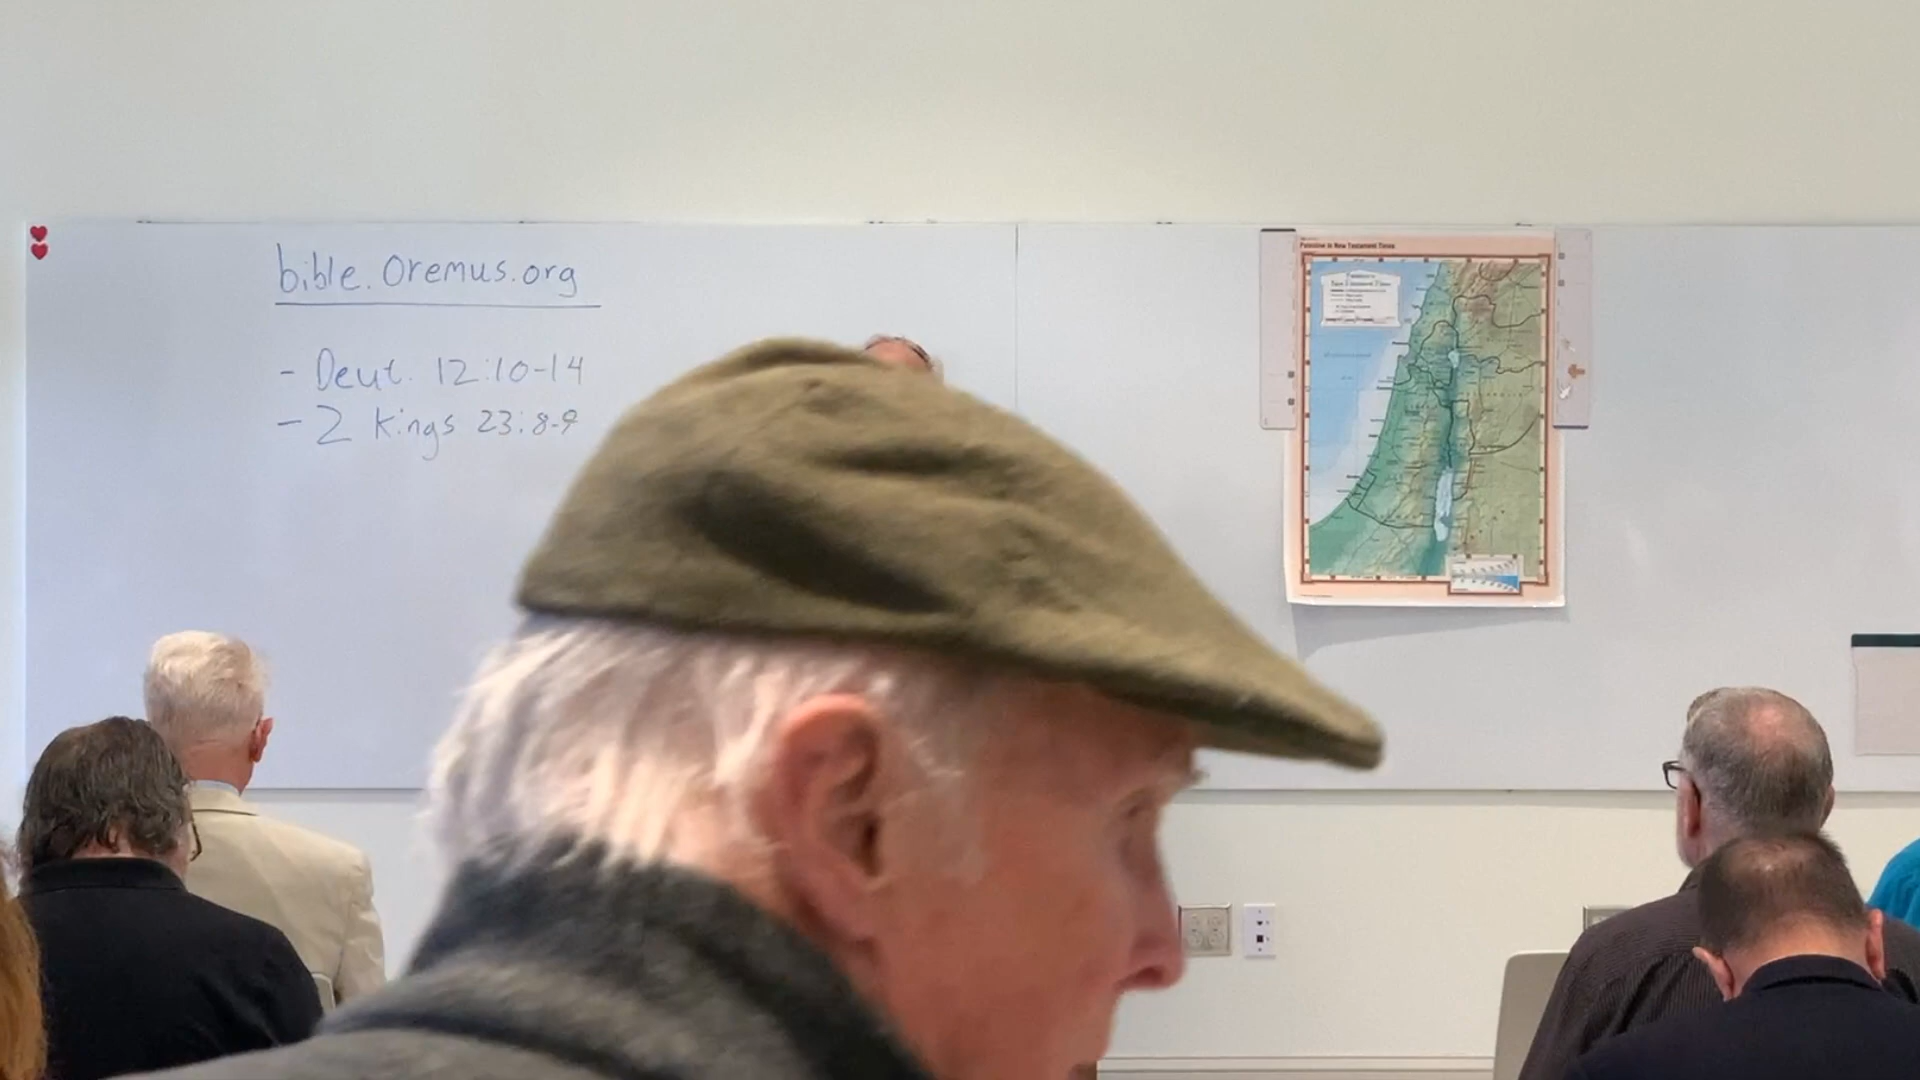 bible.Oremus.org
- Deut. 12:10-14
- 2 Kings 23:8-9
Palestine in New Testament Times